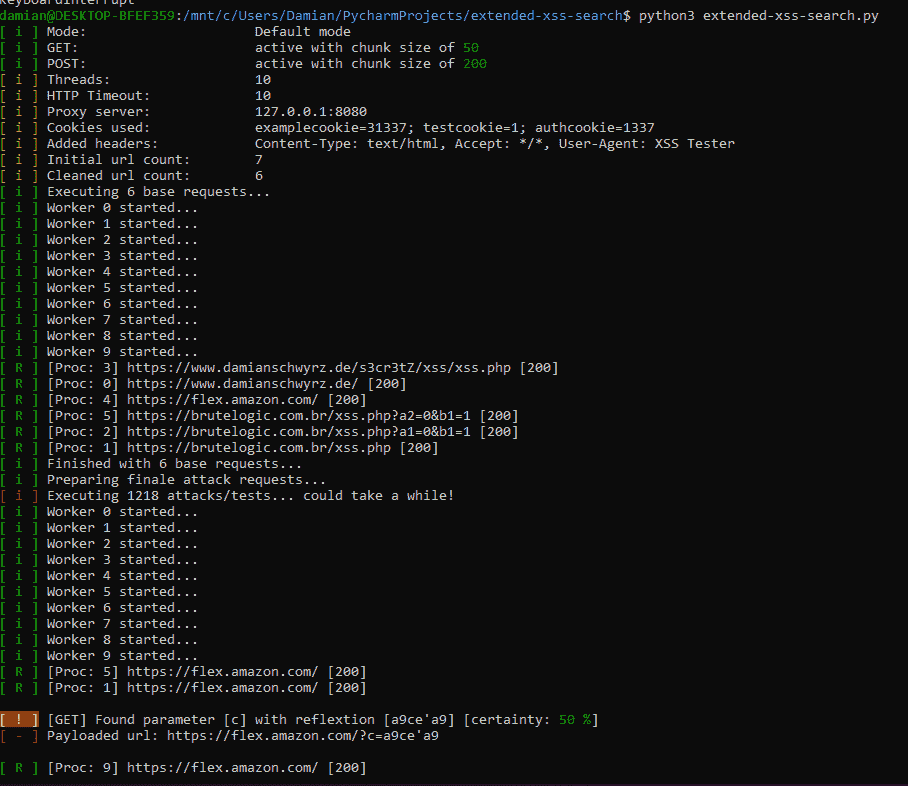 KeyboardInterrupt
damian@DESKTOP-BFEF359:/mnt/c/Users/Damian/PycharmProjects/extended-xss-search$ python3 extended-xss-search.py
[ i ] Mode: Default mode
[ i ] GET: active with chunk size of 50
[ i ] POST: active with chunk size of 200
[ i ] Threads: 10
[ i ] HTTP Timeout: 10
[ i ] Proxy server: 127.0.0.1:8080
[ i ] Cookies used: examplecookie=31337; testcookie=1; authcookie=1337
[ i ] Added headers: Content-Type: text/html, Accept: */*, User-Agent: XSS Tester
[ i ] Initial url count: 7
[ i ] Cleaned url count: 6
[ i ] Executing 6 base requests...
[ i ] Worker 0 started...
[ i ] Worker 1 started...
[ i ] Worker 2 started...
[ i ] Worker 3 started...
[ i ] Worker 4 started...
[ i ] Worker 5 started...
[ i ] Worker 6 started...
[ i ] Worker 7 started...
[ i ] Worker 8 started...
[ i ] Worker 9 started...
[ R ] [Proc: 3] https://www.damianschwyrz.de/s3cr3tZ/xss/xss.php [200]
[ R ] [Proc: 0] https://www.damianschwyrz.de/ [200]
[ R ] [Proc: 4] https://flex.amazon.com/ [200]
[ R ] [Proc: 5] https://brutelogic.com.br/xss.php?a2=0&b1=1 [200]
[ R ] [Proc: 2] https://brutelogic.com.br/xss.php?a1=0&b1=1 [200]
[ R ] [Proc: 1] https://brutelogic.com.br/xss.php [200]
[ i ] Finished with 6 base requests...
[ i ] Preparing finale attack requests...
[ i ] Executing 1218 attacks/tests... could take a while!
[ i ] Worker 0 started...
[ i ] Worker 1 started...
[ i ] Worker 2 started...
[ i ] Worker 3 started...
[ i ] Worker 4 started...
[ i ] Worker 5 started...
[ i ] Worker 6 started...
[ i ] Worker 7 started...
[ i ] Worker 8 started...
[ i ] Worker 9 started...
[ R ] [Proc: 5] https://flex.amazon.com/ [200]
[ R ] [Proc: 1] https://flex.amazon.com/ [200]
[ ! ] [GET] Found parameter [c] with reflextion [a9ce'a9] [certainty: 50 %]
[ - ] Payloaded url: https://flex.amazon.com/?c=a9ce'a9
[ R ] [Proc: 9] https://flex.amazon.com/ [200]